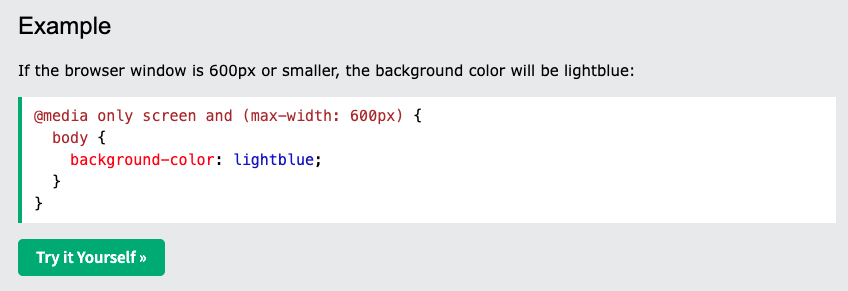 Example
If the browser window is 600px or smaller, the background color will be lightblue:
@media only screen and (max-width: 600px) {
  body {
    background-color: lightblue;
  }
}
Try it Yourself »